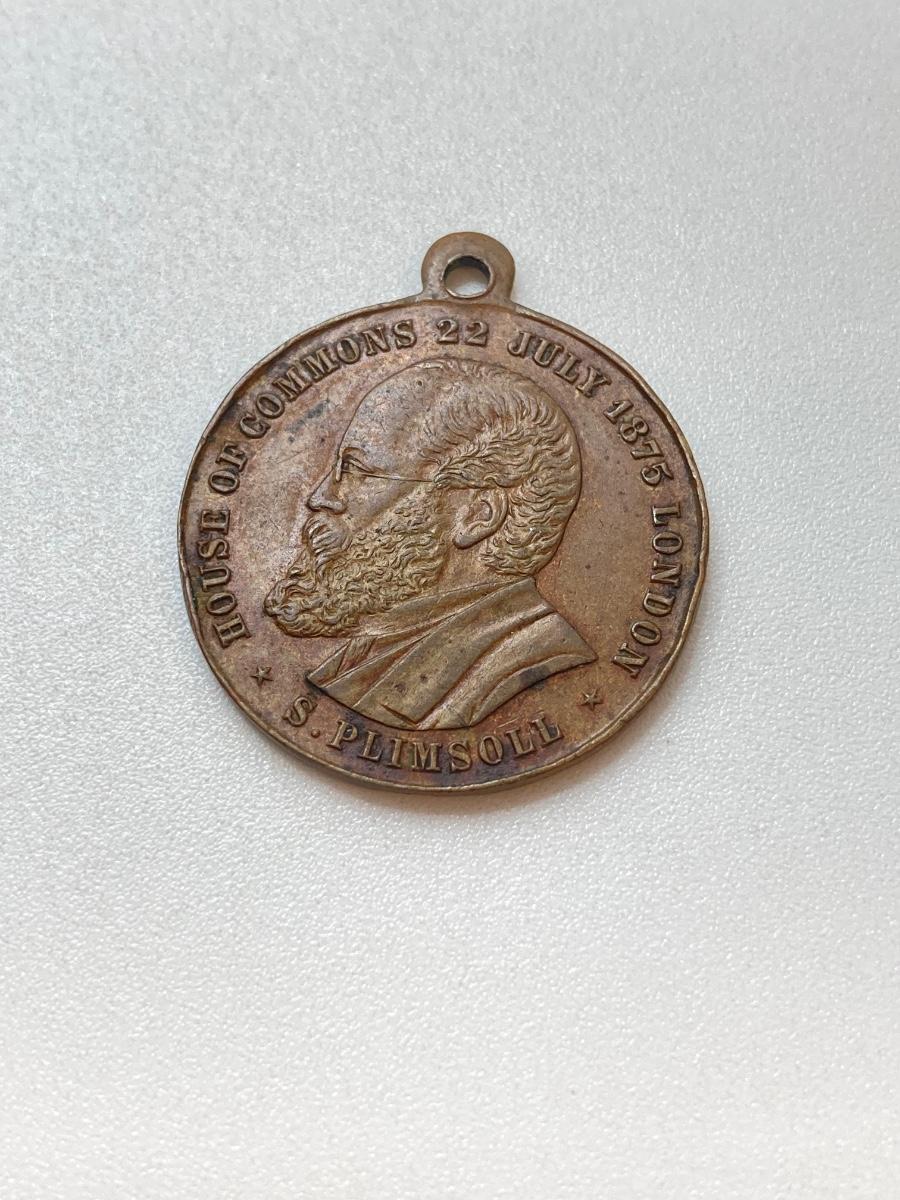 HOUSE OF COMMONS 22 JULY 1875 LONDON
S. PLIMSOLL